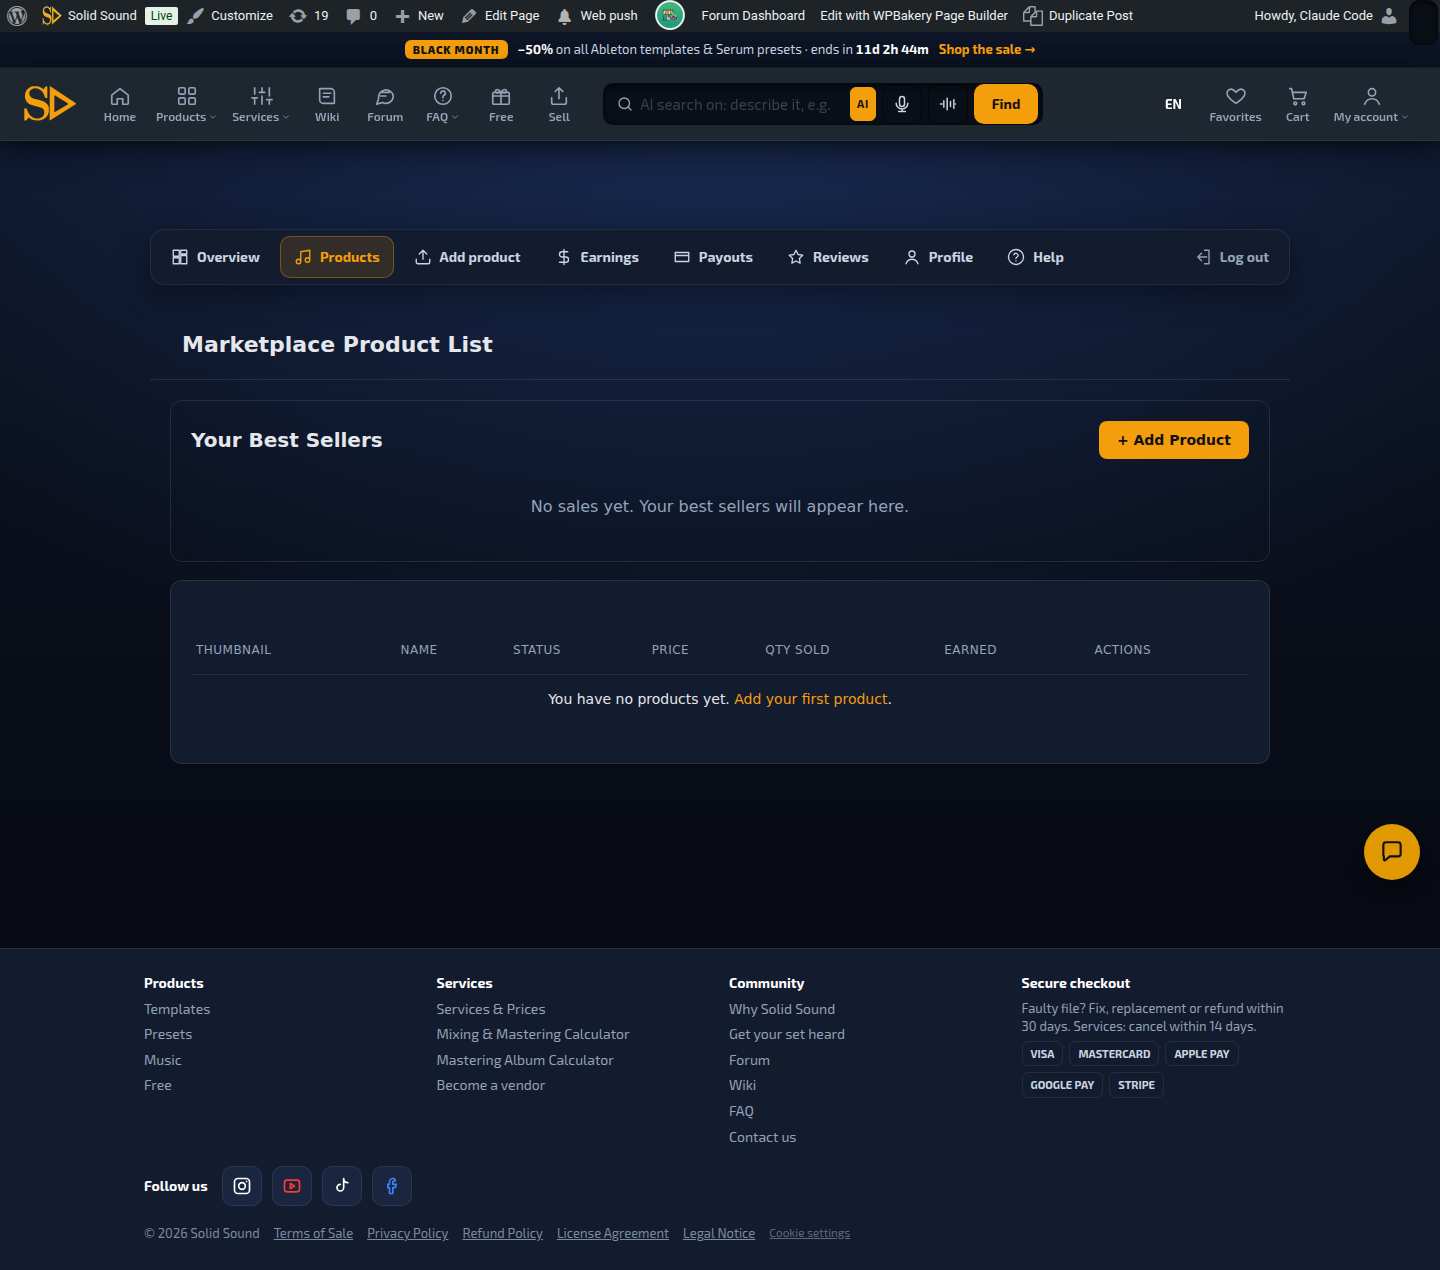 Solid Sound Live Customize 19 0 New Edit Page Web push Forum Dashboard Edit with WPBakery Page Builder Duplicate Post Howdy, Claude Code
BLACK MONTH −50% on all Ableton templates & Serum presets · ends in 11d 2h 44m Shop the sale →
SD Home Products Services Wiki Forum FAQ Free Sell AI search on: describe it, e.g. AI Find EN Favorites Cart My account
Overview Products Add product Earnings Payouts Reviews Profile Help Log out
Marketplace Product List
Your Best Sellers + Add Product
No sales yet. Your best sellers will appear here.
THUMBNAIL NAME STATUS PRICE QTY SOLD EARNED ACTIONS
You have no products yet. Add your first product.
Products
Templates
Presets
Music
Free
Services
Services & Prices
Mixing & Mastering Calculator
Mastering Album Calculator
Become a vendor
Community
Why Solid Sound
Get your set heard
Forum
Wiki
FAQ
Contact us
Secure checkout
Faulty file? Fix, replacement or refund within
30 days. Services: cancel within 14 days.
VISA MASTERCARD APPLE PAY
GOOGLE PAY STRIPE
Follow us
© 2026 Solid Sound Terms of Sale Privacy Policy Refund Policy License Agreement Legal Notice Cookie settings